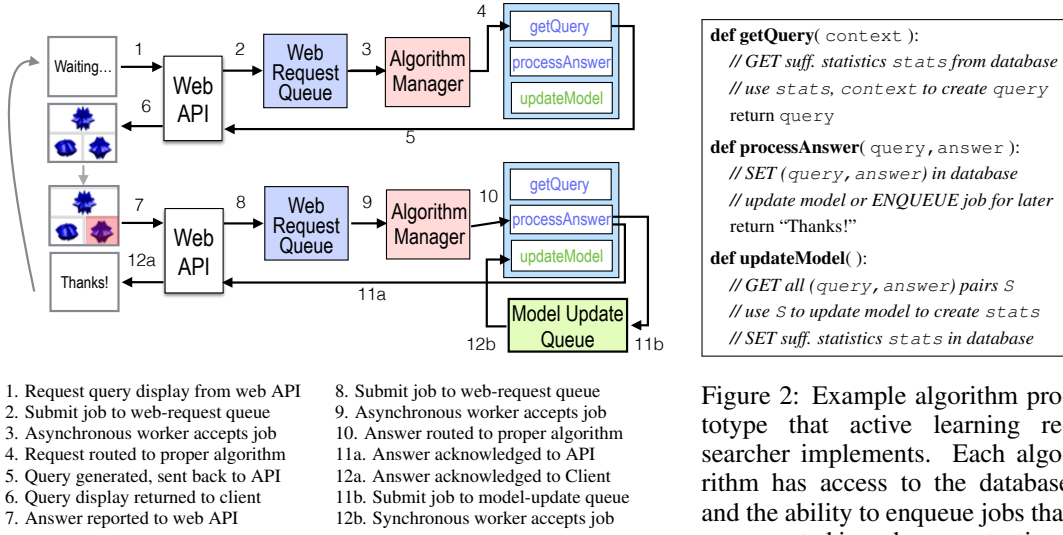 4
getQuery
processAnswer
updateModel
Waiting…
1
Web
API
2
Web
Request
Queue
3
Algorithm
Manager
6
5
getQuery
processAnswer
updateModel
7
Web
API
8
Web
Request
Queue
9
Algorithm
Manager
10
Thanks!
12a
11a
Model Update
Queue
12b
11b
1. Request query display from web API
2. Submit job to web-request queue
3. Asynchronous worker accepts job
4. Request routed to proper algorithm
5. Query generated, sent back to API
6. Query display returned to client
7. Answer reported to web API
8. Submit job to web-request queue
9. Asynchronous worker accepts job
10. Answer routed to proper algorithm
11a. Answer acknowledged to API
12a. Answer acknowledged to Client
11b. Submit job to model-update queue
12b. Synchronous worker accepts job
def getQuery( context ):
// GET suff. statistics stats from database
// use stats, context to create query
return query
def processAnswer( query,answer ):
// SET (query,answer) in database
// update model or ENQUEUE job for later
return “Thanks!”
def updateModel( ):
// GET all (query,answer) pairs S
// use S to update model to create stats
// SET suff. statistics stats in database
Figure 2: Example algorithm pro
totype that active learning re
searcher implements. Each algo
rithm has access to the database
and the ability to enqueue jobs tha